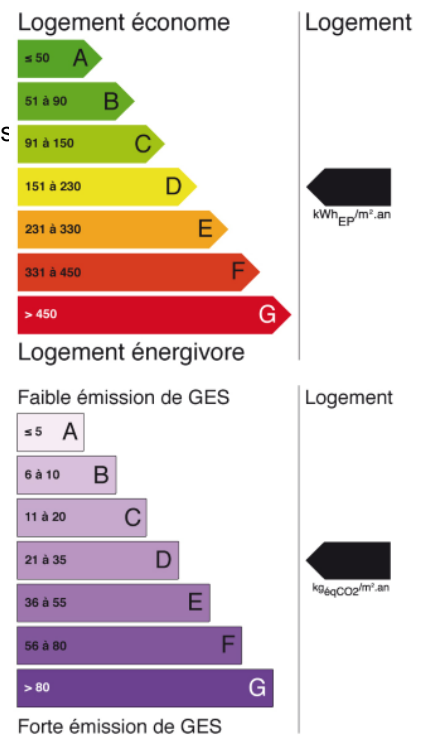 Logement économe
Logement
≤ 50 A
51 à 90 B
s
91 à 150 C
151 à 230 D
kWhEP/m².an
231 à 330 E
331 à 450 F
> 450 G
Logement énergivore
Faible émission de GES
Logement
≤ 5 A
6 à 10 B
11 à 20 C
21 à 35 D
kgéqCO2/m².an
36 à 55 E
56 à 80 F
> 80 G
Forte émission de GES